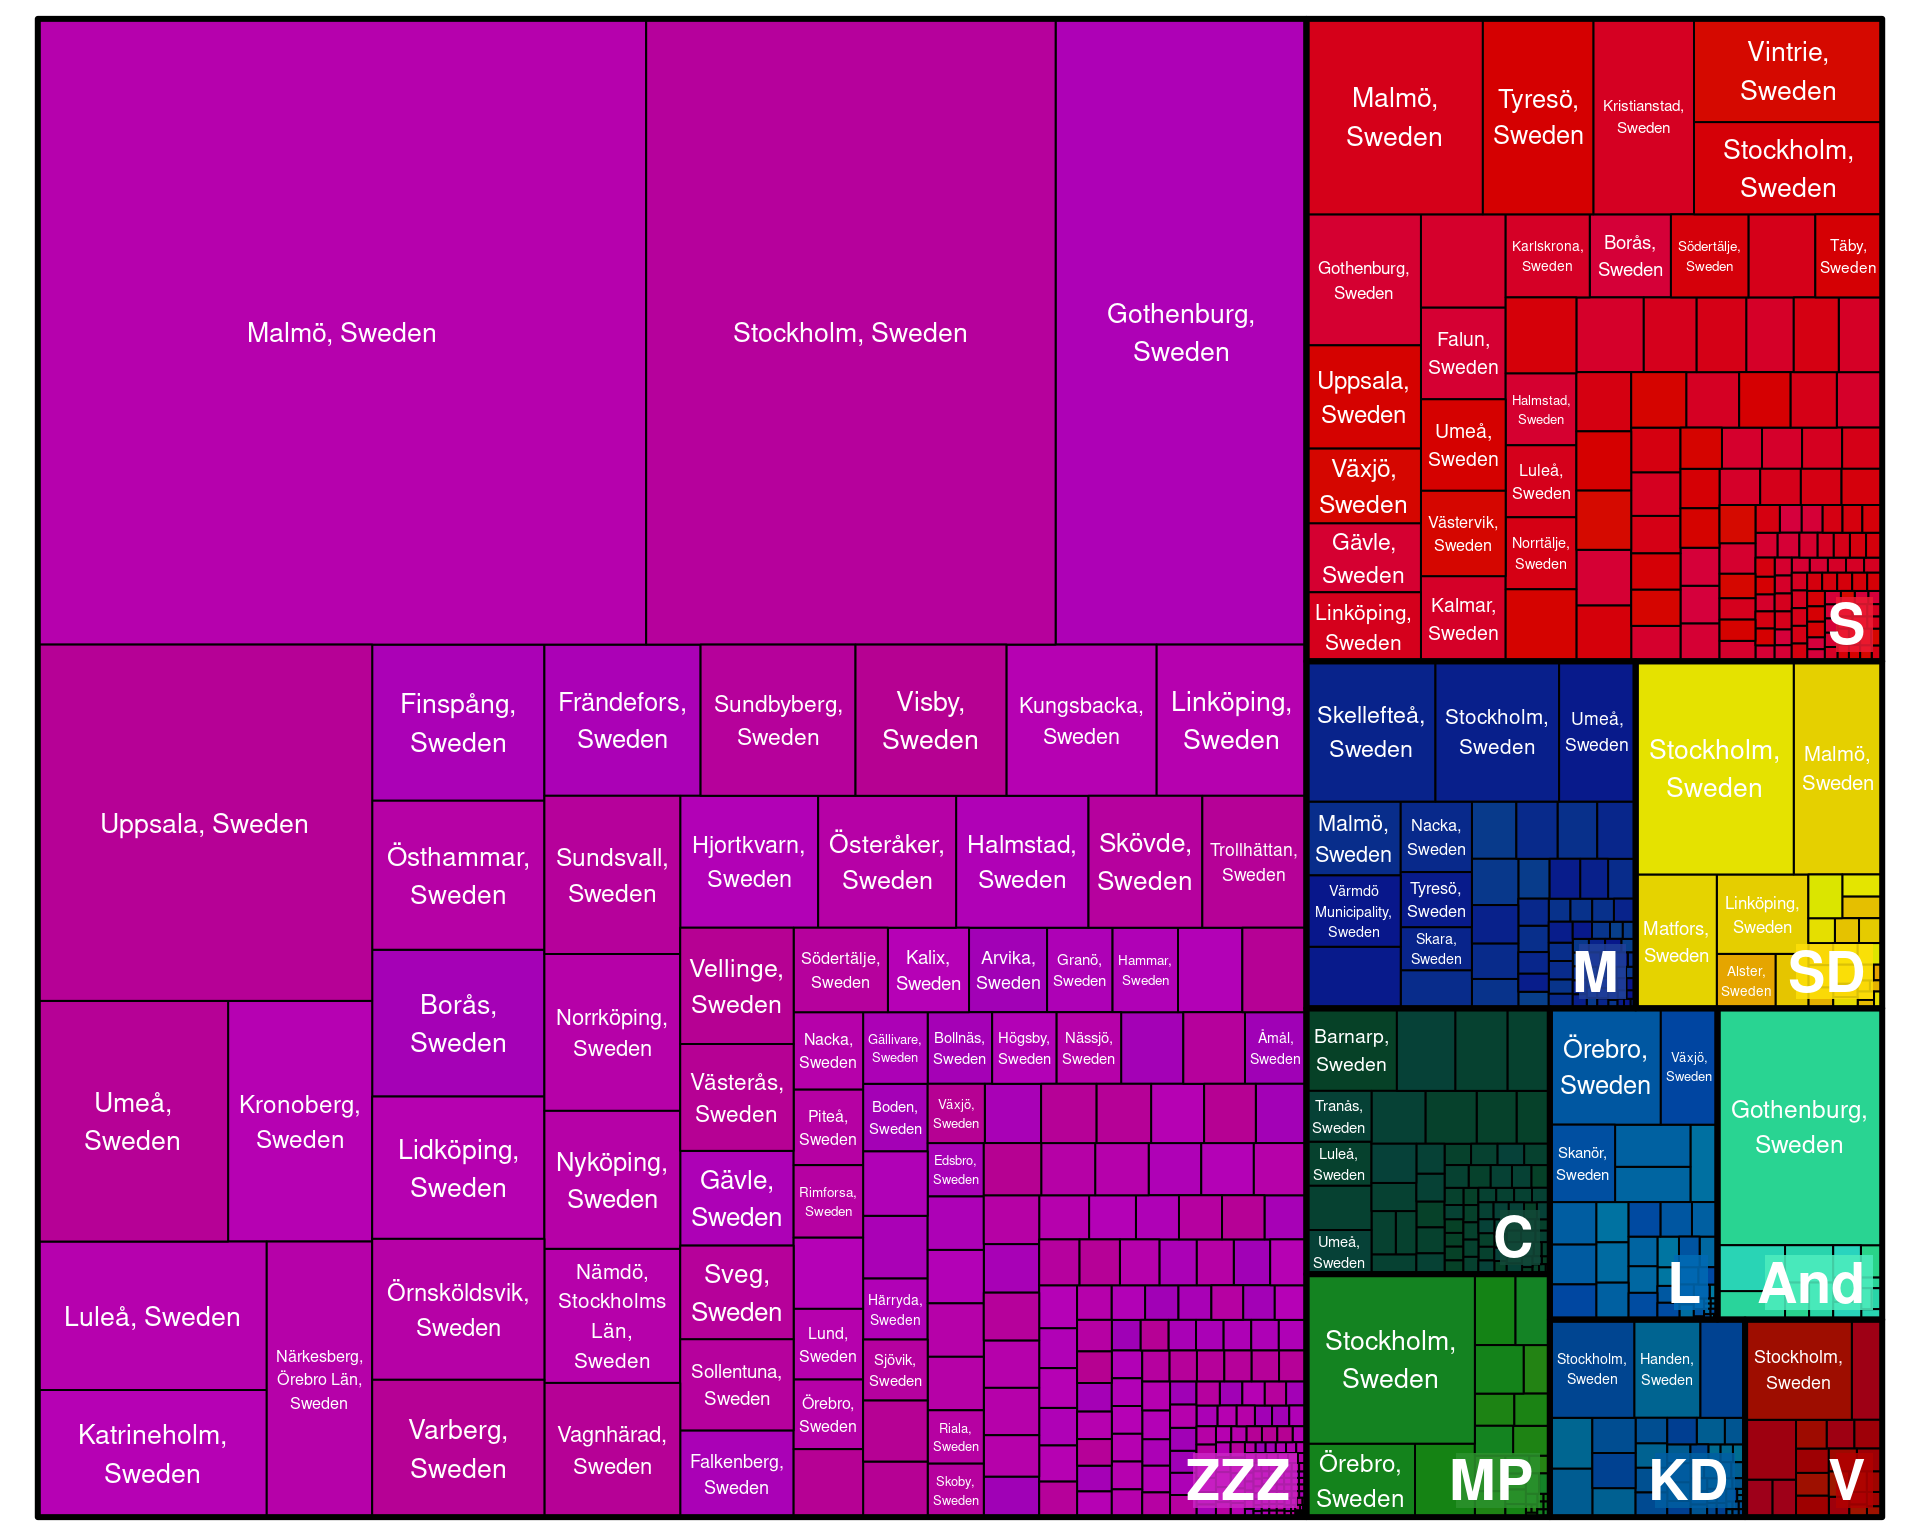 Malmö, Sweden
Stockholm, Sweden
Gothenburg,
Sweden
Uppsala, Sweden
Umeå,
Sweden
Kronoberg,
Sweden
Luleå, Sweden
Katrineholm,
Sweden
Närkesberg,
Örebro Län,
Sweden
Finspång,
Sweden
Östhammar,
Sweden
Borås,
Sweden
Lidköping,
Sweden
Örnsköldsvik,
Sweden
Varberg,
Sweden
Frändefors,
Sweden
Sundbyberg,
Sweden
Visby,
Sweden
Kungsbacka,
Sweden
Linköping,
Sweden
Sundsvall,
Sweden
Norrköping,
Sweden
Nyköping,
Sweden
Nämdö,
Stockholms
Län,
Sweden
Vagnhärad,
Sweden
Hjortkvarn,
Sweden
Österåker,
Sweden
Halmstad,
Sweden
Skövde,
Sweden
Trollhättan,
Sweden
Vellinge,
Sweden
Västerås,
Sweden
Gävle,
Sweden
Sveg,
Sweden
Sollentuna,
Sweden
Falkenberg,
Sweden
Södertälje,
Sweden
Kalix,
Sweden
Arvika,
Sweden
Granö,
Sweden
Hammar,
Sweden
Nacka,
Sweden
Piteå,
Sweden
Rimforsa,
Sweden
Lund,
Sweden
Örebro,
Sweden
Gällivare,
Sweden
Boden,
Sweden
Härryda,
Sweden
Sjövik,
Sweden
Bollnäs,
Sweden
Högsby,
Sweden
Nässjö,
Sweden
Åmål,
Sweden
Växjö,
Sweden
Edsbro,
Sweden
Riala,
Sweden
Skoby,
Sweden
ZZZ
Malmö,
Sweden
Tyresö,
Sweden
Kristianstad,
Sweden
Vintrie,
Sweden
Stockholm,
Sweden
Gothenburg,
Sweden
Uppsala,
Sweden
Växjö,
Sweden
Gävle,
Sweden
Linköping,
Sweden
Falun,
Sweden
Umeå,
Sweden
Västervik,
Sweden
Kalmar,
Sweden
Karlskrona,
Sweden
Borås,
Sweden
Södertälje,
Sweden
Täby,
Sweden
Halmstad,
Sweden
Luleå,
Sweden
Norrtälje,
Sweden
S
Skellefteå,
Sweden
Stockholm,
Sweden
Umeå,
Sweden
Malmö,
Sweden
Värmdö
Municipality,
Sweden
Nacka,
Sweden
Tyresö,
Sweden
Skara,
Sweden
M
Stockholm,
Sweden
Malmö,
Sweden
Matfors,
Sweden
Linköping,
Sweden
Alster,
Sweden
SD
Barnarp,
Sweden
Tranås,
Sweden
Luleå,
Sweden
Umeå,
Sweden
C
Örebro,
Sweden
Växjö,
Sweden
Skanör,
Sweden
L
Gothenburg,
Sweden
And
Stockholm,
Sweden
Örebro,
Sweden
MP
Stockholm,
Sweden
Handen,
Sweden
KD
Stockholm,
Sweden
V